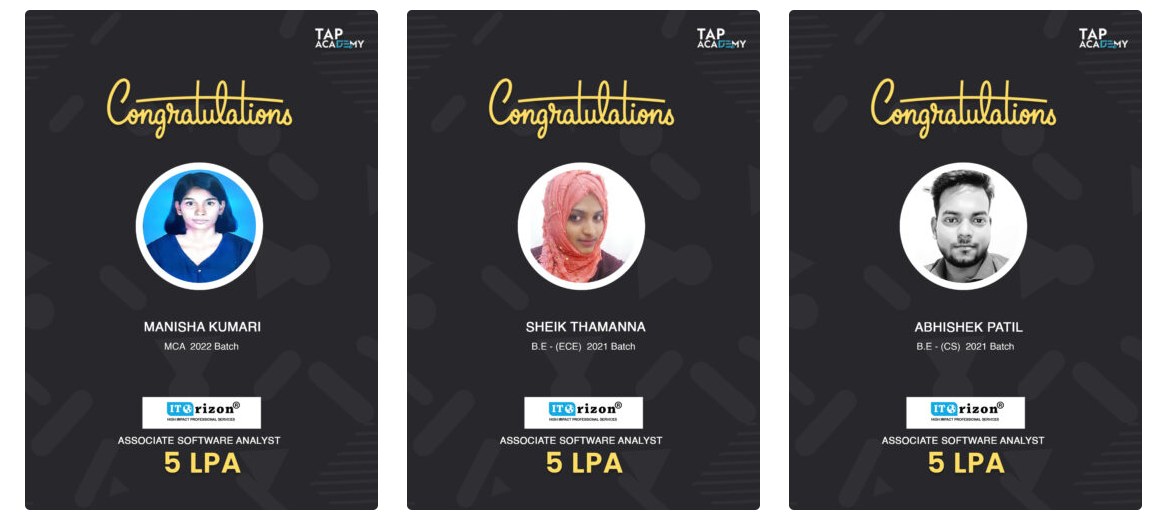 TAP
ACADEMY
Congratulations
MANISHA KUMARI
MCA 2022 Batch
ITOrizon®
HIGH IMPACT PROFESSIONAL SERVICES
ASSOCIATE SOFTWARE ANALYST
5 LPA
TAP
ACADEMY
Congratulations
SHEIK THAMANNA
B.E - (ECE) 2021 Batch
ITOrizon®
HIGH IMPACT PROFESSIONAL SERVICES
ASSOCIATE SOFTWARE ANALYST
5 LPA
TAP
ACADEMY
Congratulations
ABHISHEK PATIL
B.E - (CS) 2021 Batch
ITOrizon®
HIGH IMPACT PROFESSIONAL SERVICES
ASSOCIATE SOFTWARE ANALYST
5 LPA